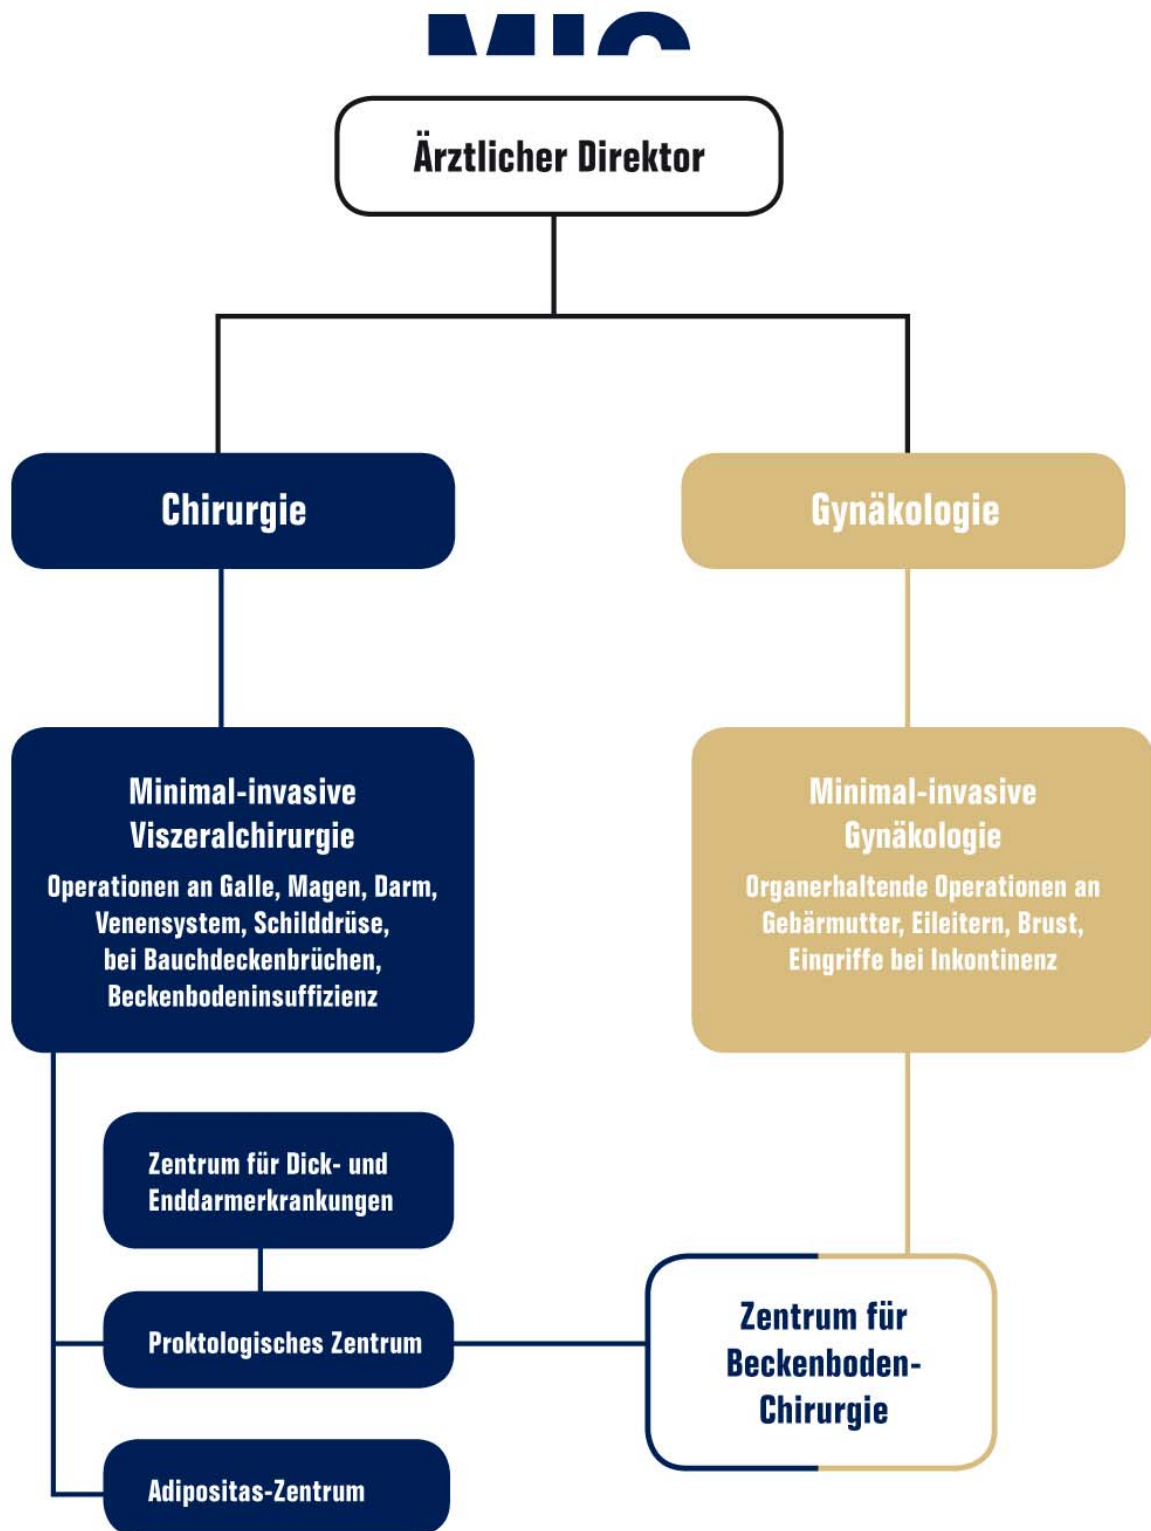 Ärztlicher Direktor
Chirurgie
Gynäkologie
Minimal-invasive
Viszeralchirurgie
Operationen an Galle, Magen, Darm,
Venensystem, Schilddrüse,
bei Bauchdeckenbrüchen,
Beckenbodeninsuffizienz
Minimal-invasive
Gynäkologie
Organerhaltende Operationen an
Gebärmutter, Eileitern, Brust,
Eingriffe bei Inkontinenz
Zentrum für Dick- und
Enddarmerkrankungen
Proktologisches Zentrum
Zentrum für
Beckenboden-
Chirurgie
Adipositas-Zentrum